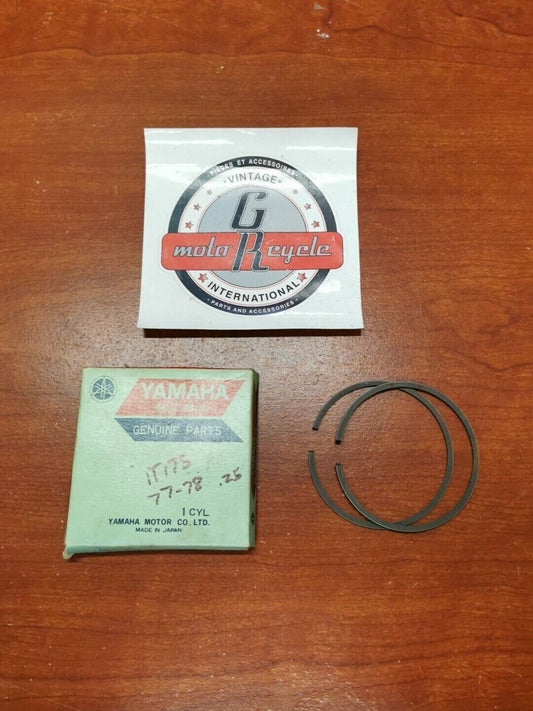 PIÈCES ET ACCESSOIRES
VINTAGE
GR
moto cycle
INTERNATIONAL
- PARTS AND ACCESSORIES -
YAMAHA
GENUINE PARTS
IT175
77-78 .25
1 CYL
YAMAHA MOTOR CO. LTD.
MADE IN JAPAN